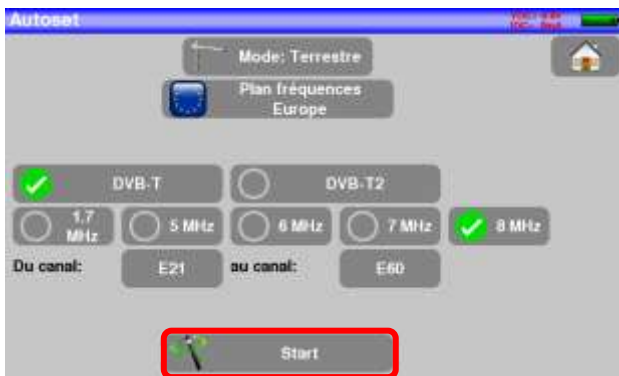 Autoset
Mode: Terrestre
Plan fréquences
Europe
DVB-T
DVB-T2
1,7
MHz
5 MHz
6 MHz
7 MHz
8 MHz
Du canal:
E21
au canal:
E60
Start